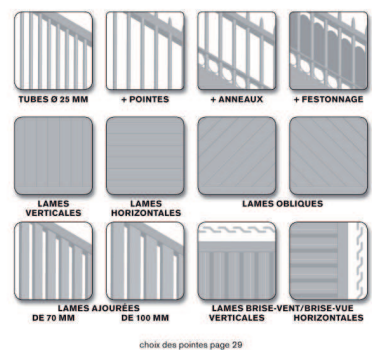 TUBES Ø 25 MM + POINTES + ANNEAUX + FESTONNAGE
LAMES VERTICALES
LAMES HORIZONTALES
LAMES OBLIQUES
LAMES AJOURÉES
DE 70 MM DE 100 MM
LAMES BRISE-VENT/BRISE-VUE
VERTICALES HORIZONTALES
choix des pointes page 29